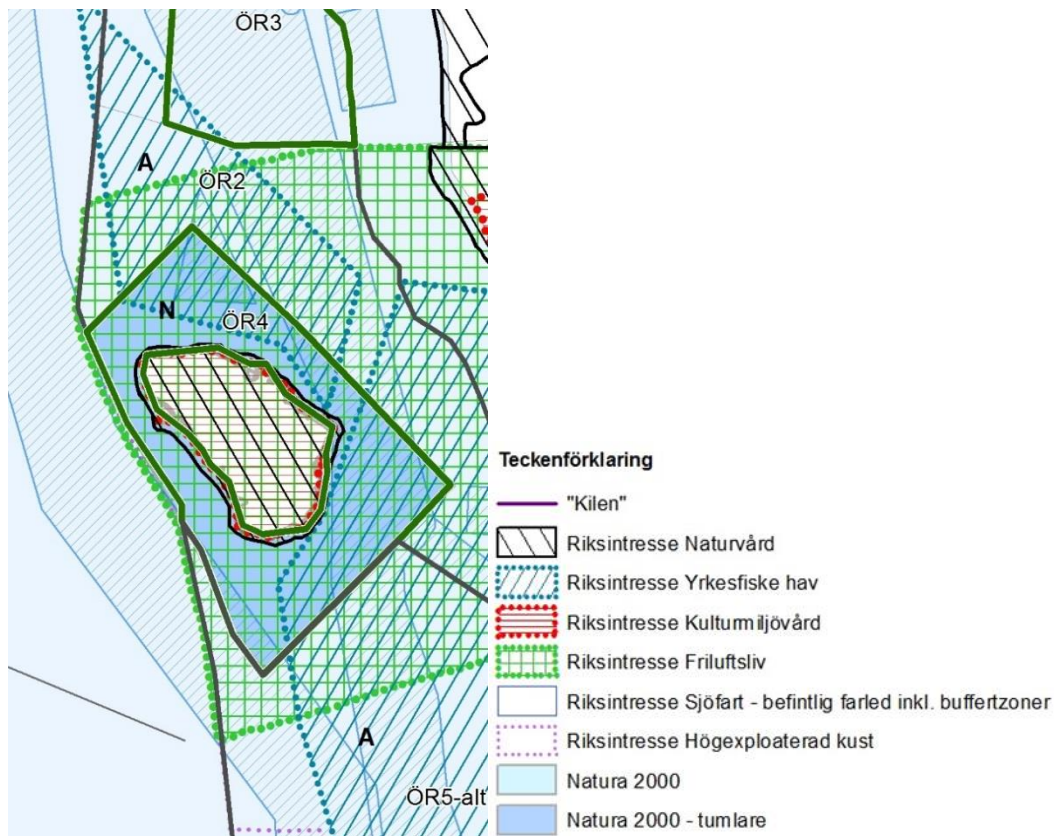 ÖR3
A
ÖR2
N
ÖR4
A
ÖR5-alt
Teckenförklaring
"Kilen"
Riksintresse Naturvård
Riksintresse Yrkesfiske hav
Riksintresse Kulturmiljövård
Riksintresse Friluftsliv
Riksintresse Sjöfart - befintlig farled inkl. buffertzoner
Riksintresse Högexploaterad kust
Natura 2000
Natura 2000 - tumlare